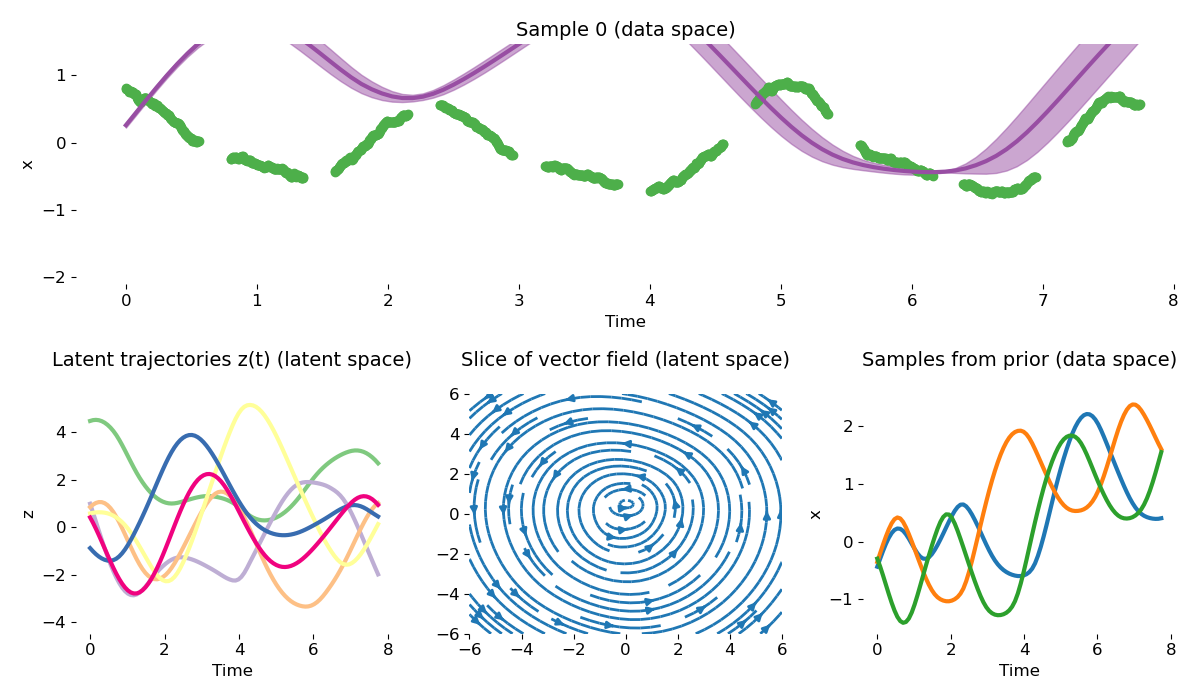 Sample 0 (data space)
1
0
−1
−2
x
0 1 2 3 4 5 6 7 8
Time
Latent trajectories z(t) (latent space)
4
2
0
−2
−4
z
0 2 4 6 8
Time
Slice of vector field (latent space)
6
4
2
0
−2
−4
−6
−6 −4 −2 0 2 4 6
Samples from prior (data space)
2
1
0
−1
x
0 2 4 6 8
Time